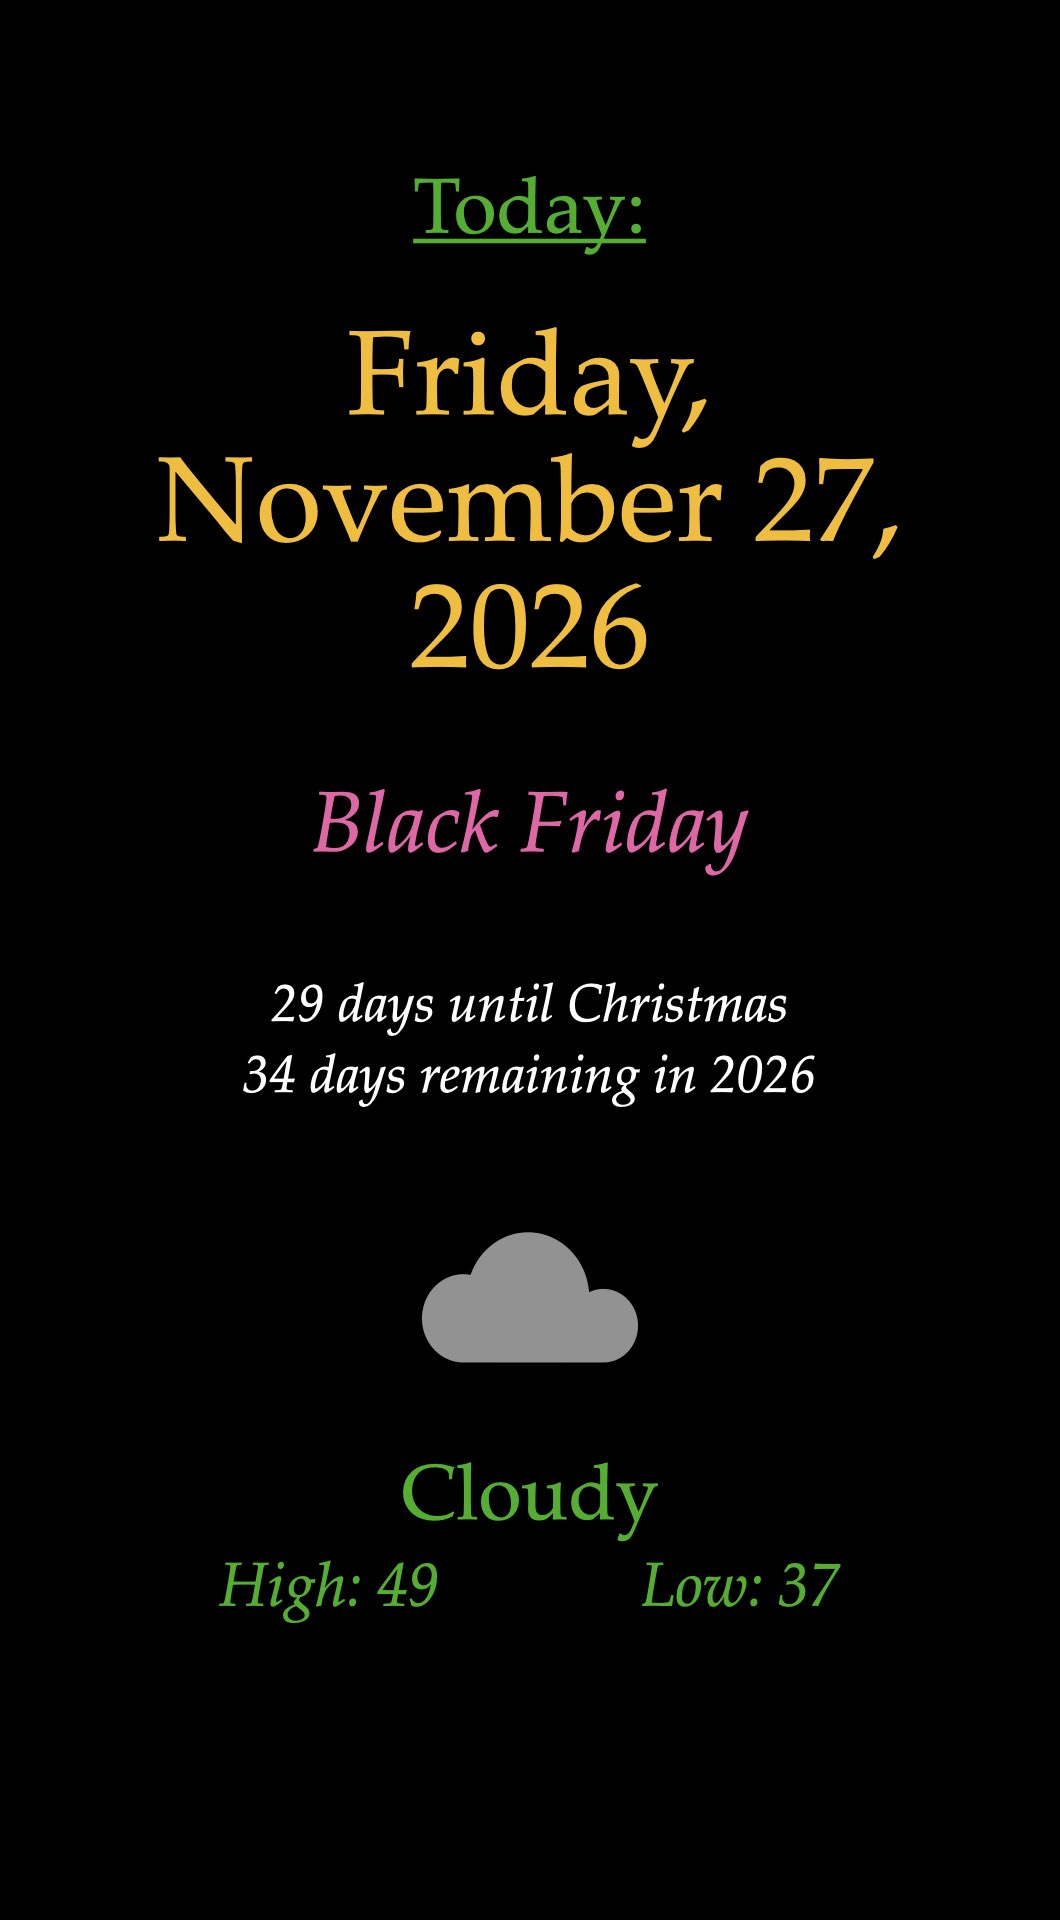 Today:
Friday,
November 27,
2026
Black Friday
29 days until Christmas
34 days remaining in 2026
Cloudy
High: 49 Low: 37